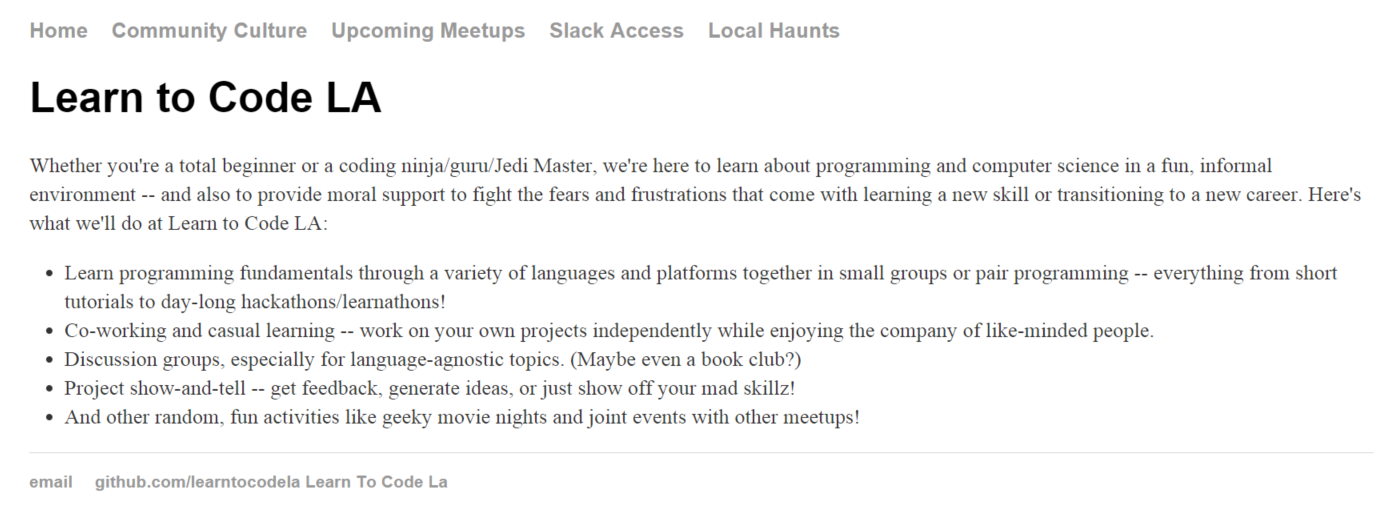 Home Community Culture Upcoming Meetups Slack Access Local Haunts
Learn to Code LA
Whether you're a total beginner or a coding ninja/guru/Jedi Master, we're here to learn about programming and computer science in a fun, informal
environment -- and also to provide moral support to fight the fears and frustrations that come with learning a new skill or transitioning to a new career. Here's
what we'll do at Learn to Code LA:
• Learn programming fundamentals through a variety of languages and platforms together in small groups or pair programming -- everything from short
tutorials to day-long hackathons/learnathons!
• Co-working and casual learning -- work on your own projects independently while enjoying the company of like-minded people.
• Discussion groups, especially for language-agnostic topics. (Maybe even a book club?)
• Project show-and-tell -- get feedback, generate ideas, or just show off your mad skillz!
• And other random, fun activities like geeky movie nights and joint events with other meetups!
email github.com/learntocodela Learn To Code La